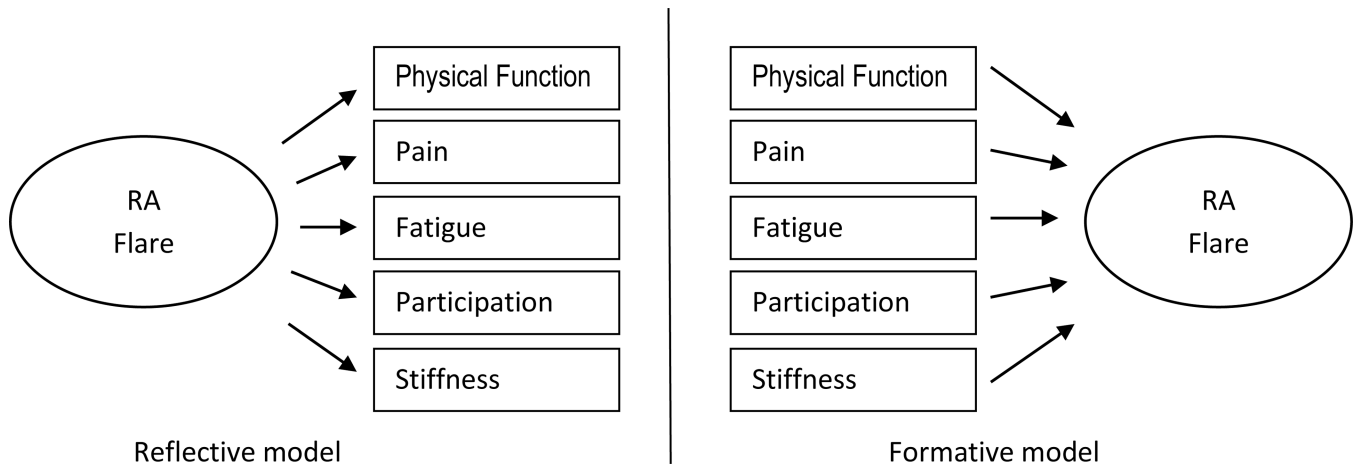 RA
Flare
Physical Function
Pain
Fatigue
Participation
Stiffness
Reflective model
Physical Function
Pain
Fatigue
Participation
Stiffness
RA
Flare
Formative model